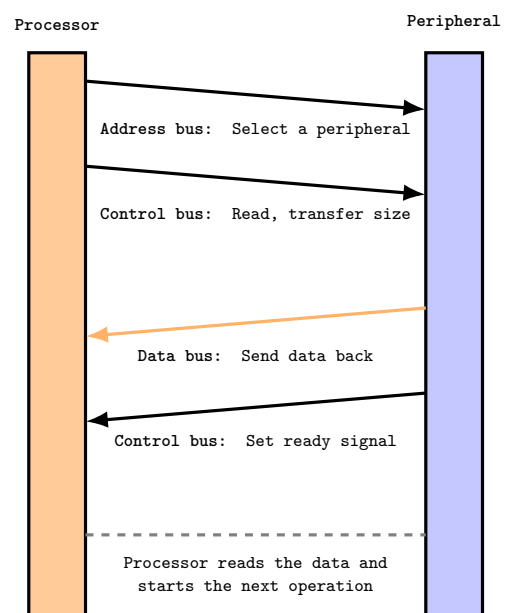 Processor
Peripheral
Address bus: Select a peripheral
Control bus: Read, transfer size
Data bus: Send data back
Control bus: Set ready signal
Processor reads the data and
starts the next operation